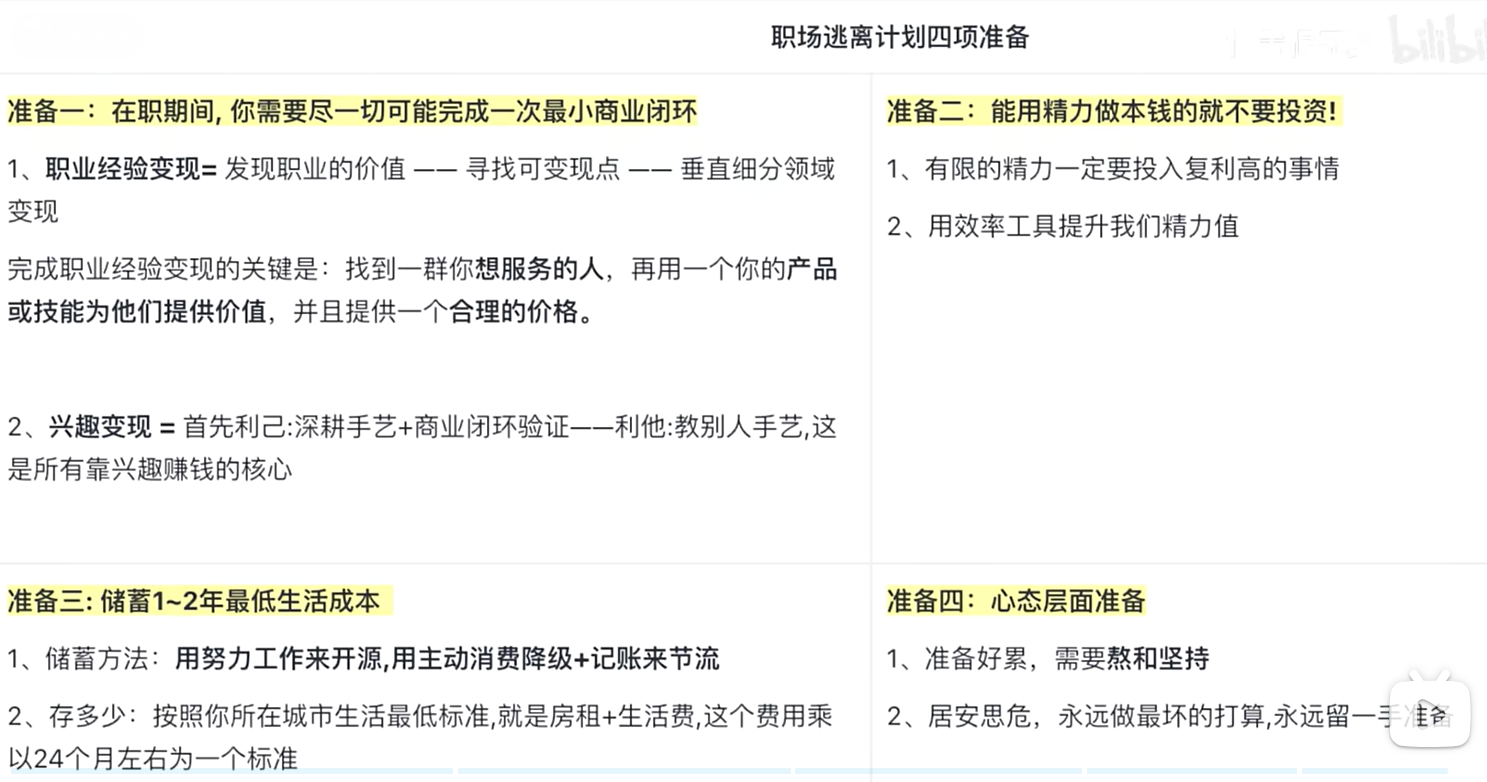 职场逃离计划四项准备
bilibili
准备一：在职期间, 你需要尽一切可能完成一次最小商业闭环
1、职业经验变现= 发现职业的价值 —— 寻找可变现点 —— 垂直细分领域
变现
完成职业经验变现的关键是：找到一群你想服务的人，再用一个你的产品
或技能为他们提供价值，并且提供一个合理的价格。
2、兴趣变现 = 首先利己:深耕手艺+商业闭环验证——利他:教别人手艺,这
是所有靠兴趣赚钱的核心
准备二：能用精力做本钱的就不要投资!
1、有限的精力一定要投入复利高的事情
2、用效率工具提升我们精力值
准备三: 储蓄1~2年最低生活成本
1、储蓄方法：用努力工作来开源,用主动消费降级+记账来节流
2、存多少：按照你所在城市生活最低标准,就是房租+生活费,这个费用乘
以24个月左右为一个标准
准备四：心态层面准备
1、准备好累，需要熬和坚持
2、居安思危，永远做最坏的打算,永远留一手准备